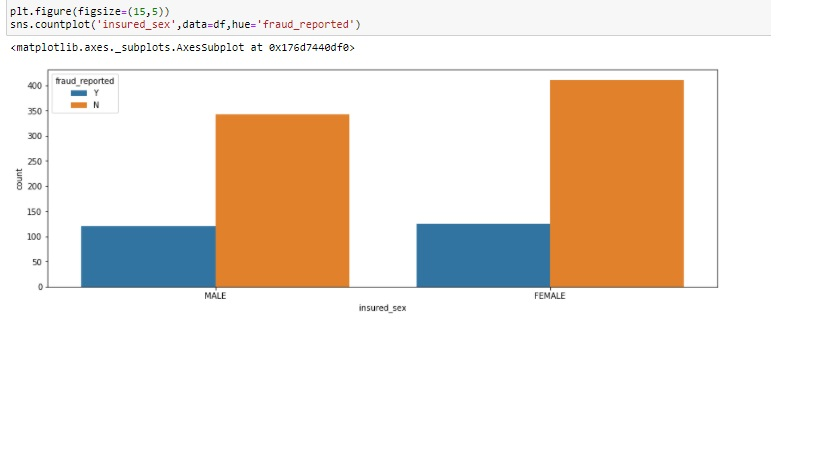 plt.figure(figsize=(15,5))
sns.countplot('insured_sex',data=df,hue='fraud_reported')
<matplotlib.axes._subplots.AxesSubplot at 0x176d7440df0>
fraud_reported
Y
N
400
350
300
250
200
150
100
50
0
count
MALE
FEMALE
insured_sex